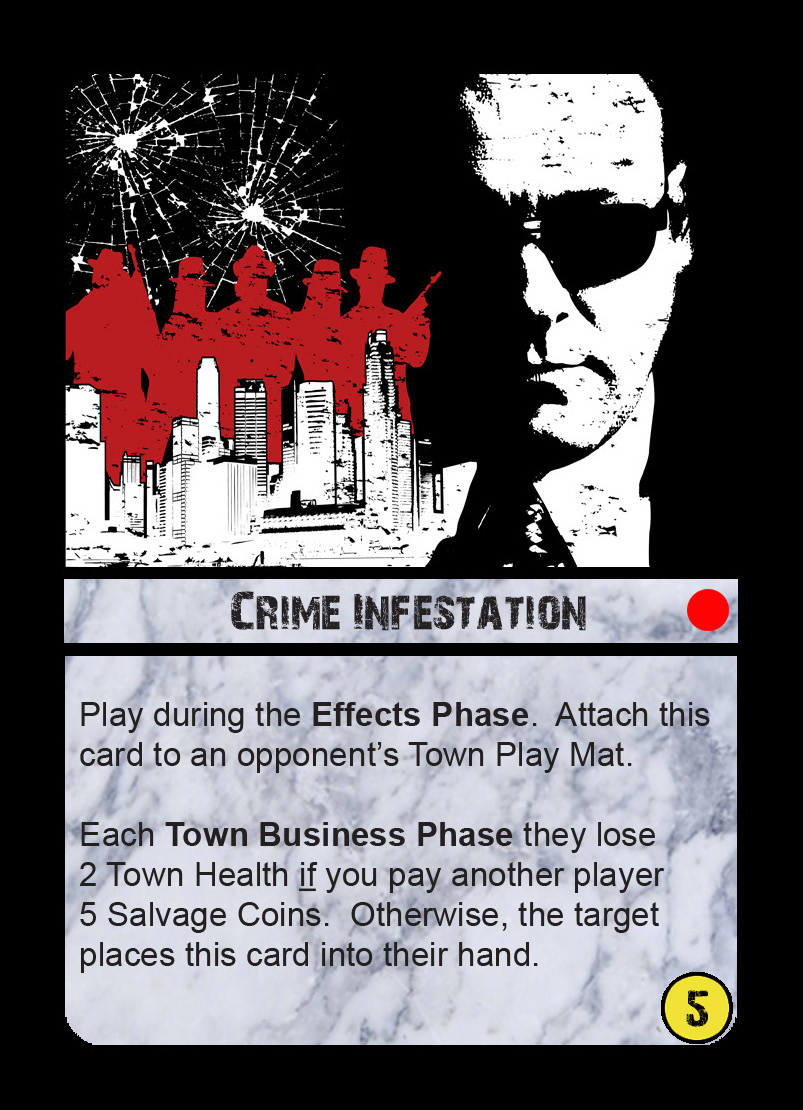 Crime Infestation
Play during the Effects Phase.  Attach this
card to an opponent's Town Play Mat.
Each Town Business Phase they lose
2 Town Health if you pay another player
5 Salvage Coins.  Otherwise, the target
places this card into their hand.
5